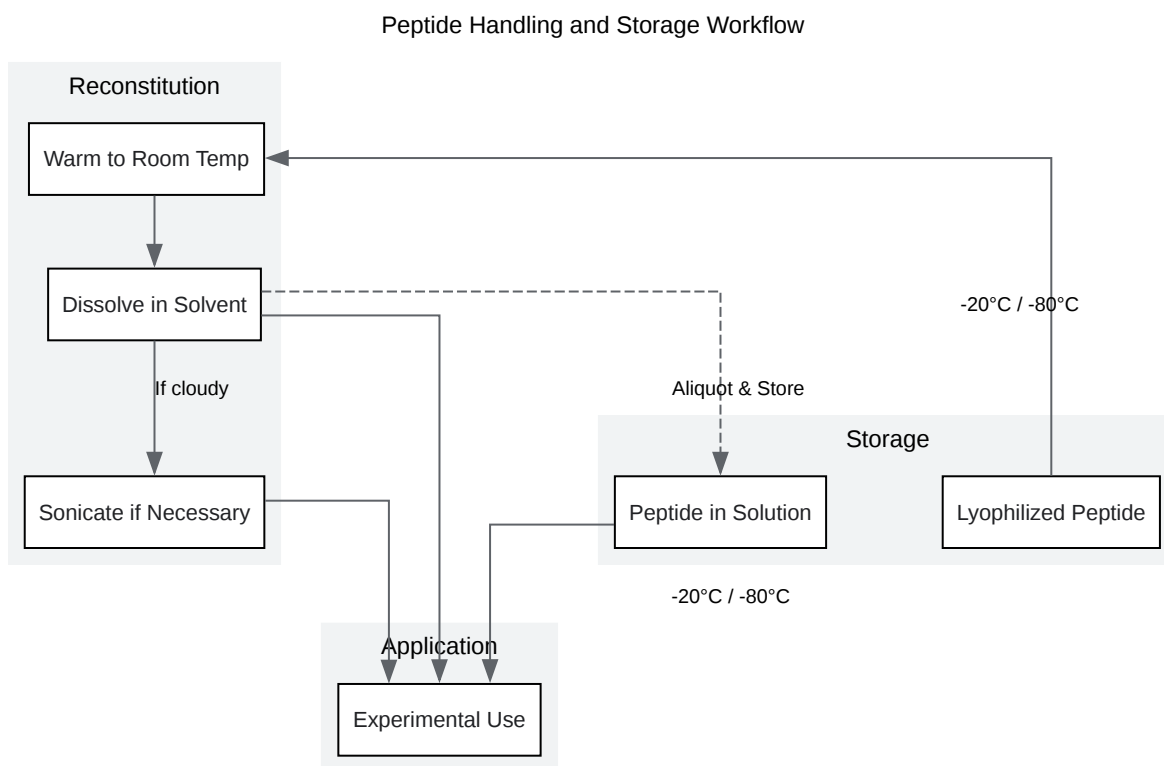 Peptide Handling and Storage Workflow
Reconstitution
Warm to Room Temp
Dissolve in Solvent
-20°C / -80°C
If cloudy
Aliquot & Store
Storage
Sonicate if Necessary
Peptide in Solution
Lyophilized Peptide
-20°C / -80°C
Application
Experimental Use